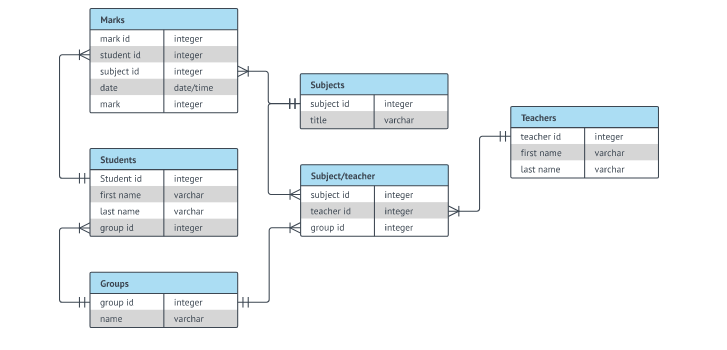 Marks
mark id integer
student id integer
subject id integer
date date/time
mark integer
Subjects
subject id integer
title varchar
Teachers
teacher id integer
first name varchar
last name varchar
Students
Student id integer
first name varchar
last name varchar
group id integer
Subject/teacher
subject id integer
teacher id integer
group id integer
Groups
group id integer
name varchar